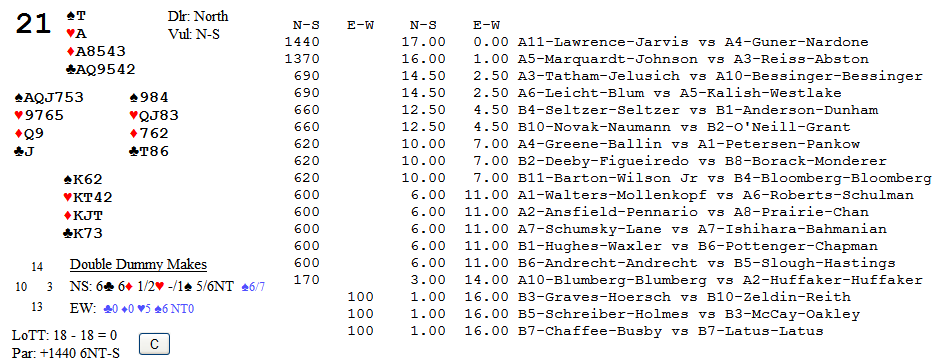 21
♠T
♥A
♦A8543
♣AQ9542
Dlr: North
Vul: N-S
♠AQJ753 ♠984
♥9765 ♥QJ83
♦Q9 ♦762
♣J ♣T86
♠K62
♥KT42
♦KJT
♣K73
14
10 3
13
Double Dummy Makes
NS: 6♣ 6♦ 1/2♥ -/1♠ 5/6NT ♠6/7
EW: ♣0 ♦0 ♥5 ♠6 NT0
LoTT: 18 - 18 = 0
Par: +1440 6NT-S
C
N-S E-W N-S E-W
1440 17.00 0.00 A11-Lawrence-Jarvis vs A4-Guner-Nardone
1370 16.00 1.00 A5-Marquardt-Johnson vs A3-Reiss-Abston
690 14.50 2.50 A3-Tatham-Jelusich vs A10-Bessinger-Bessinger
690 14.50 2.50 A6-Leicht-Blum vs A5-Kalish-Westlake
660 12.50 4.50 B4-Seltzer-Seltzer vs B1-Anderson-Dunham
660 12.50 4.50 B10-Novak-Naumann vs B2-O'Neill-Grant
620 10.00 7.00 A4-Greene-Ballin vs A1-Petersen-Pankow
620 10.00 7.00 B2-Deeby-Figueiredo vs B8-Borack-Monderer
620 10.00 7.00 B11-Barton-Wilson Jr vs B4-Bloomberg-Bloomberg
600 6.00 11.00 A1-Walters-Mollenkopf vs A6-Roberts-Schulman
600 6.00 11.00 A2-Ansfield-Pennario vs A8-Prairie-Chan
600 6.00 11.00 A7-Schumsky-Lane vs A7-Ishihara-Bahmanian
600 6.00 11.00 B1-Hughes-Waxler vs B6-Pottenger-Chapman
600 6.00 11.00 B6-Andrecht-Andrecht vs B5-Slough-Hastings
170 3.00 14.00 A10-Blumberg-Blumberg vs A2-Huffaker-Huffaker
100 1.00 16.00 B3-Graves-Hoersch vs B10-Zeldin-Reith
100 1.00 16.00 B5-Schreiber-Holmes vs B3-McCay-Oakley
100 1.00 16.00 B7-Chaffee-Busby vs B7-Latus-Latus